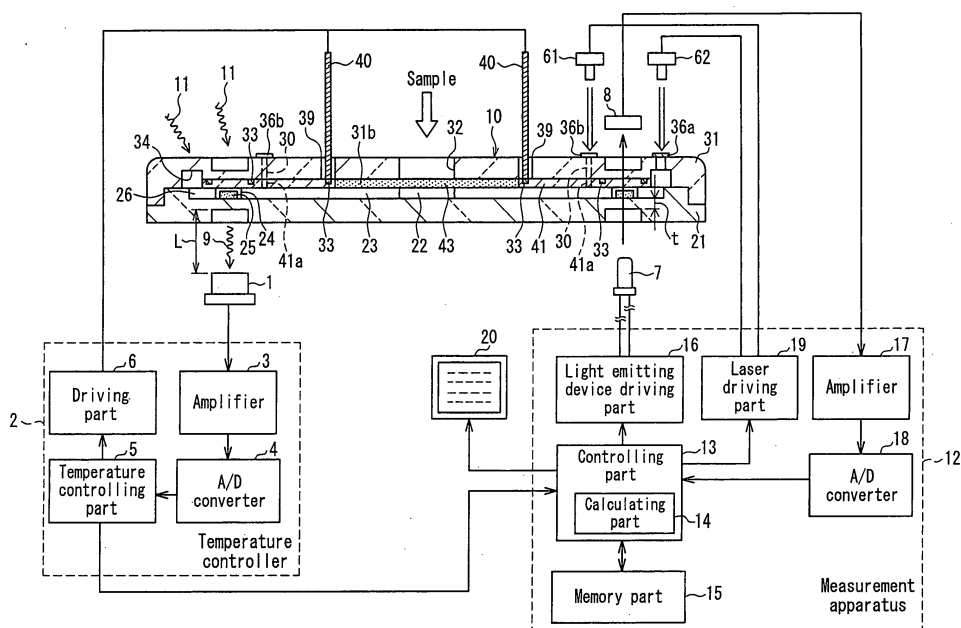 61
62
40
40
Sample
8
11
11
36b
30
39
31b
32
10
39
36b
36a
31
33
34
26
L
9
25
24
41a
23
33
22
43
33
41
30
41a
33
t
21
1
7
20
6
3
16
19
17
Driving
part
Amplifier
Light emitting
device driving
part
Laser
driving
part
Amplifier
2
5
4
13
18
12
Temperature
controlling
part
A/D
converter
Controlling
part
A/D
converter
Calculating
part
14
Temperature
controller
Memory part
15
Measurement
apparatus